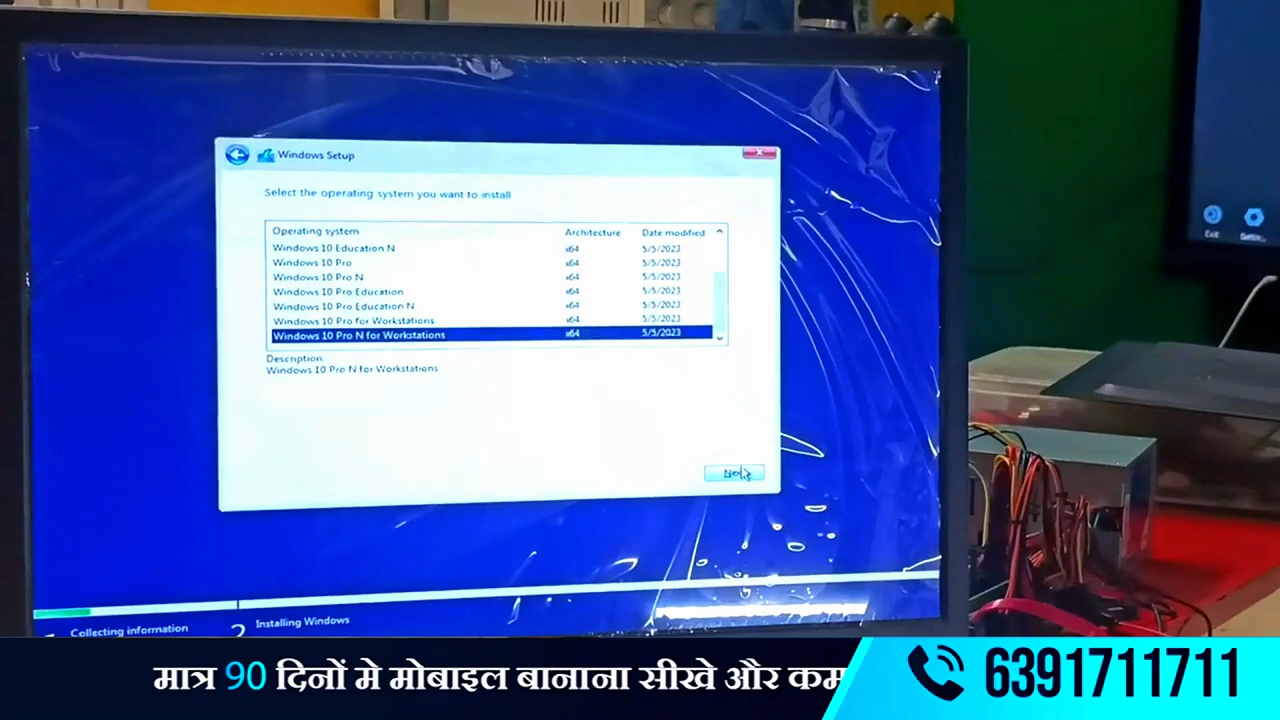 Windows Setup
Select the operating system you want to install
Operating system Architecture Date modified
Windows 10 Education N x64 5/5/2023
Windows 10 Pro x64 5/5/2023
Windows 10 Pro N x64 5/5/2023
Windows 10 Pro Education x64 5/5/2023
Windows 10 Pro Education N x64 5/5/2023
Windows 10 Pro for Workstations x64 5/5/2023
Windows 10 Pro N for Workstations x64 5/5/2023
Description:
Windows 10 Pro N for Workstations
Next
Exit
Collecting information 2 Installing Windows
मात्र 90 दिनों मे मोबाइल बानाना सीखे और कम
6391711711